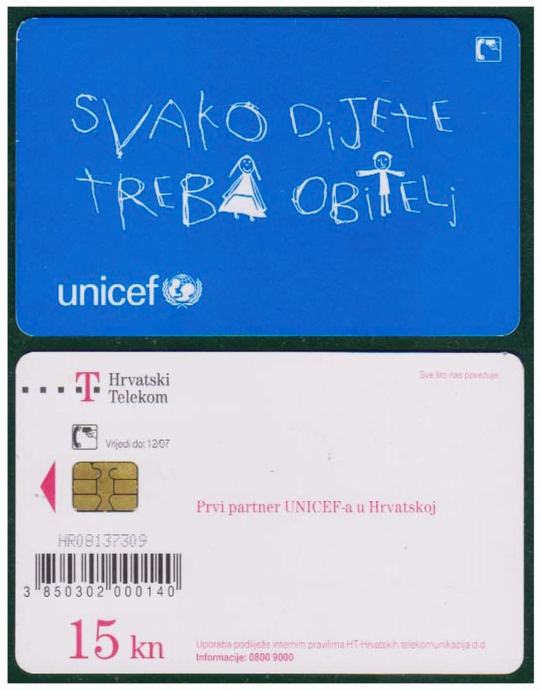 SVAKO DIJETE
TREBA OBITELJ
unicef
T Hrvatski
Telekom
Sve što nas povezuje.
Vrijedi do: 12/07
Prvi partner UNICEF-a u Hrvatskoj
HR08137309
3 850302 000140
15 kn
Uporaba podliježe internim pravilima HT-Hrvatskih telekomunikacija d.d.
Informacije: 0800 9000